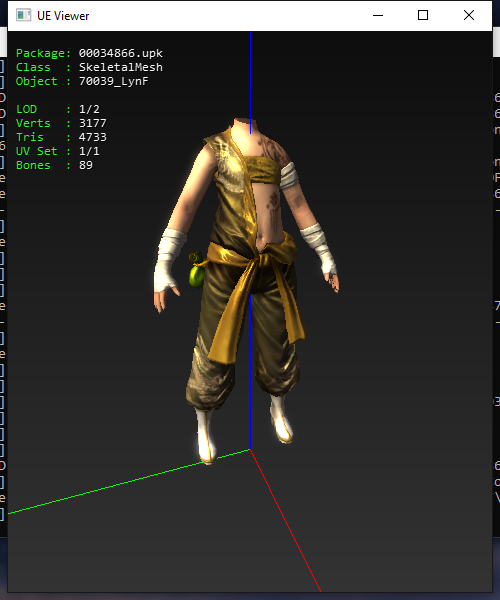 UE Viewer
Package: 00034866.upk
Class : SkeletalMesh
Object : 70039_LynF
LOD : 1/2
Verts : 3177
Tris : 4733
UV Set : 1/1
Bones : 89